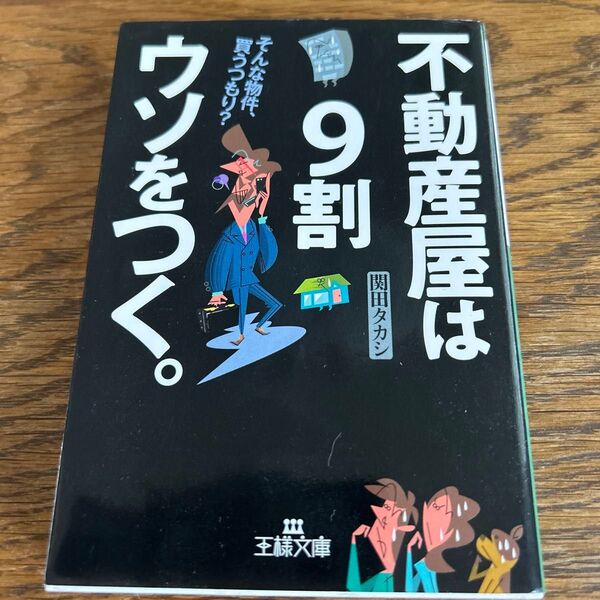 不動産屋は
9割
ウソをつく。
そんな物件、
買うつもり?
関田タカシ
王様文庫